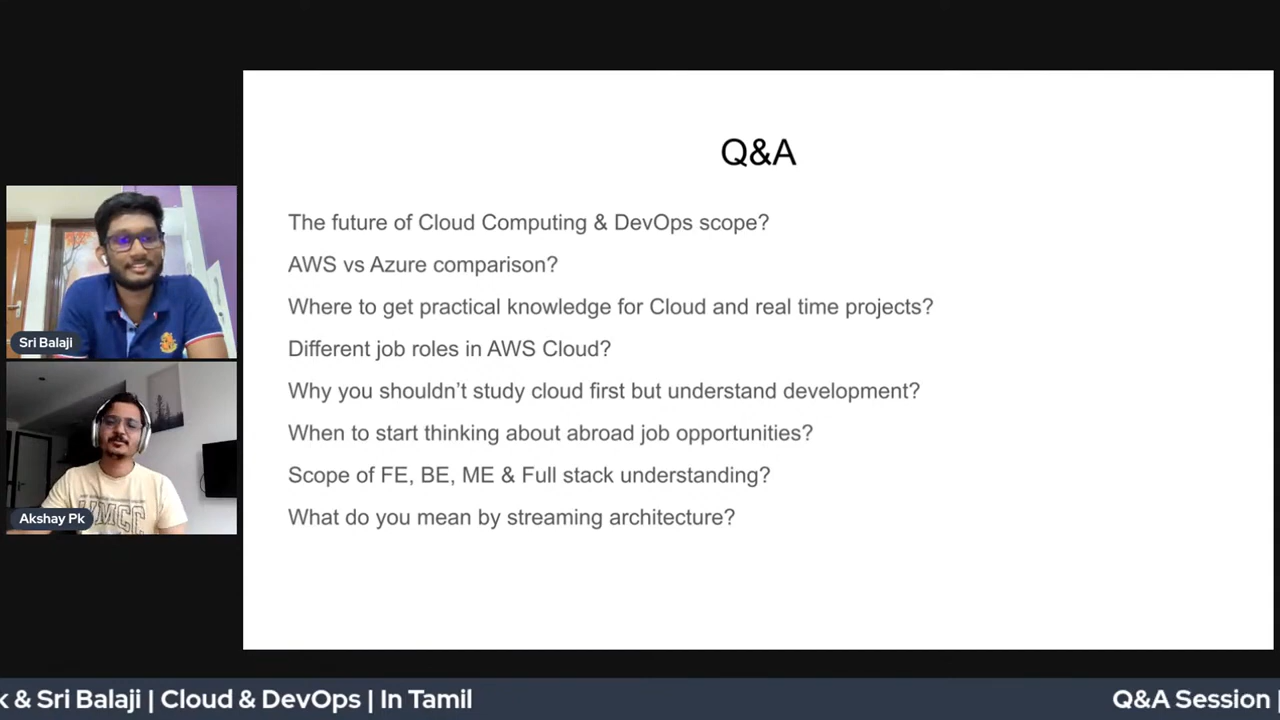 Q&A
The future of Cloud Computing & DevOps scope?
AWS vs Azure comparison?
Where to get practical knowledge for Cloud and real time projects?
Different job roles in AWS Cloud?
Why you shouldn’t study cloud first but understand development?
When to start thinking about abroad job opportunities?
Scope of FE, BE, ME & Full stack understanding?
What do you mean by streaming architecture?
Sri Balaji
Akshay Pk
k & Sri Balaji | Cloud & DevOps | In Tamil
Q&A Session |